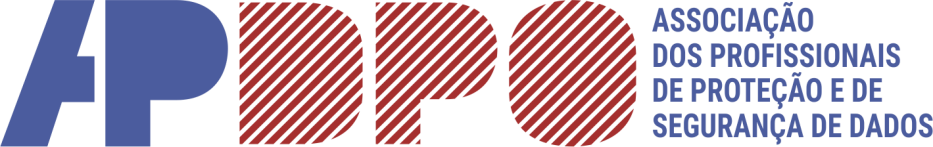 APDPO
ASSOCIAÇÃO
DOS PROFISSIONAIS
DE PROTEÇÃO E DE
SEGURANÇA DE DADOS